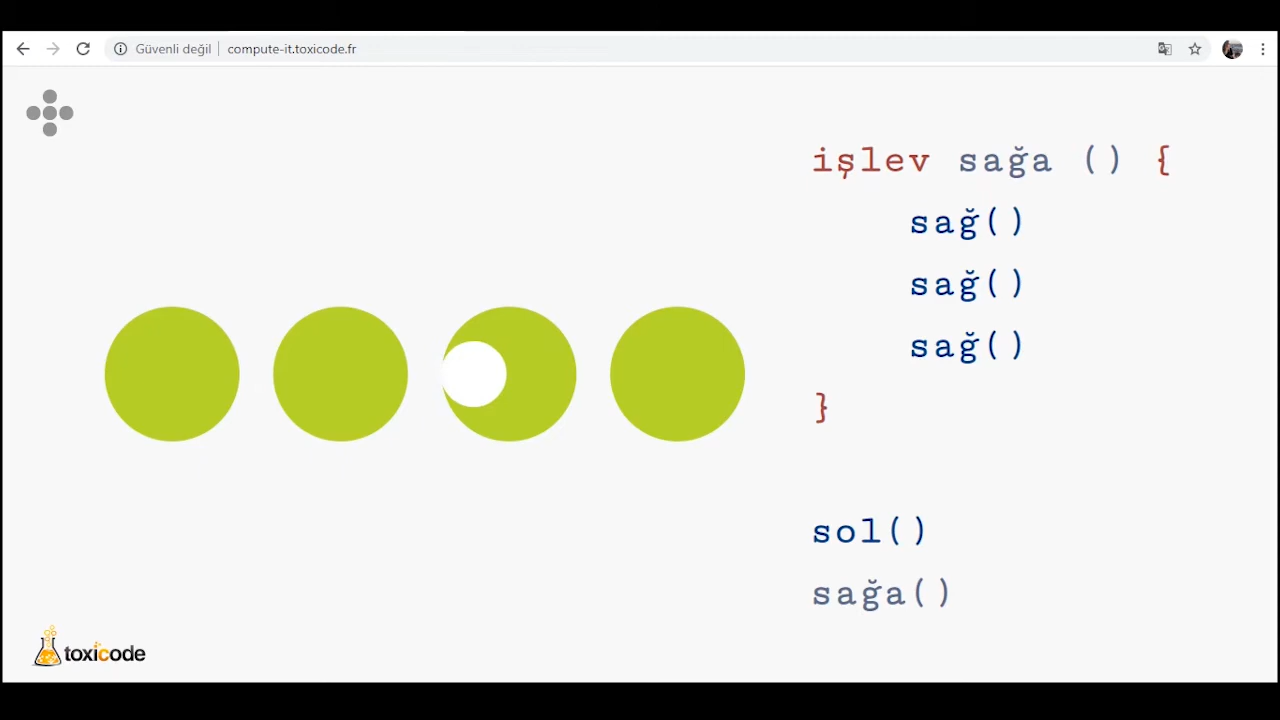 Güvenli değil
compute-it.toxicode.fr
işlev sağa () {
sağ()
sağ()
sağ()
}
sol()
sağa()
toxicode